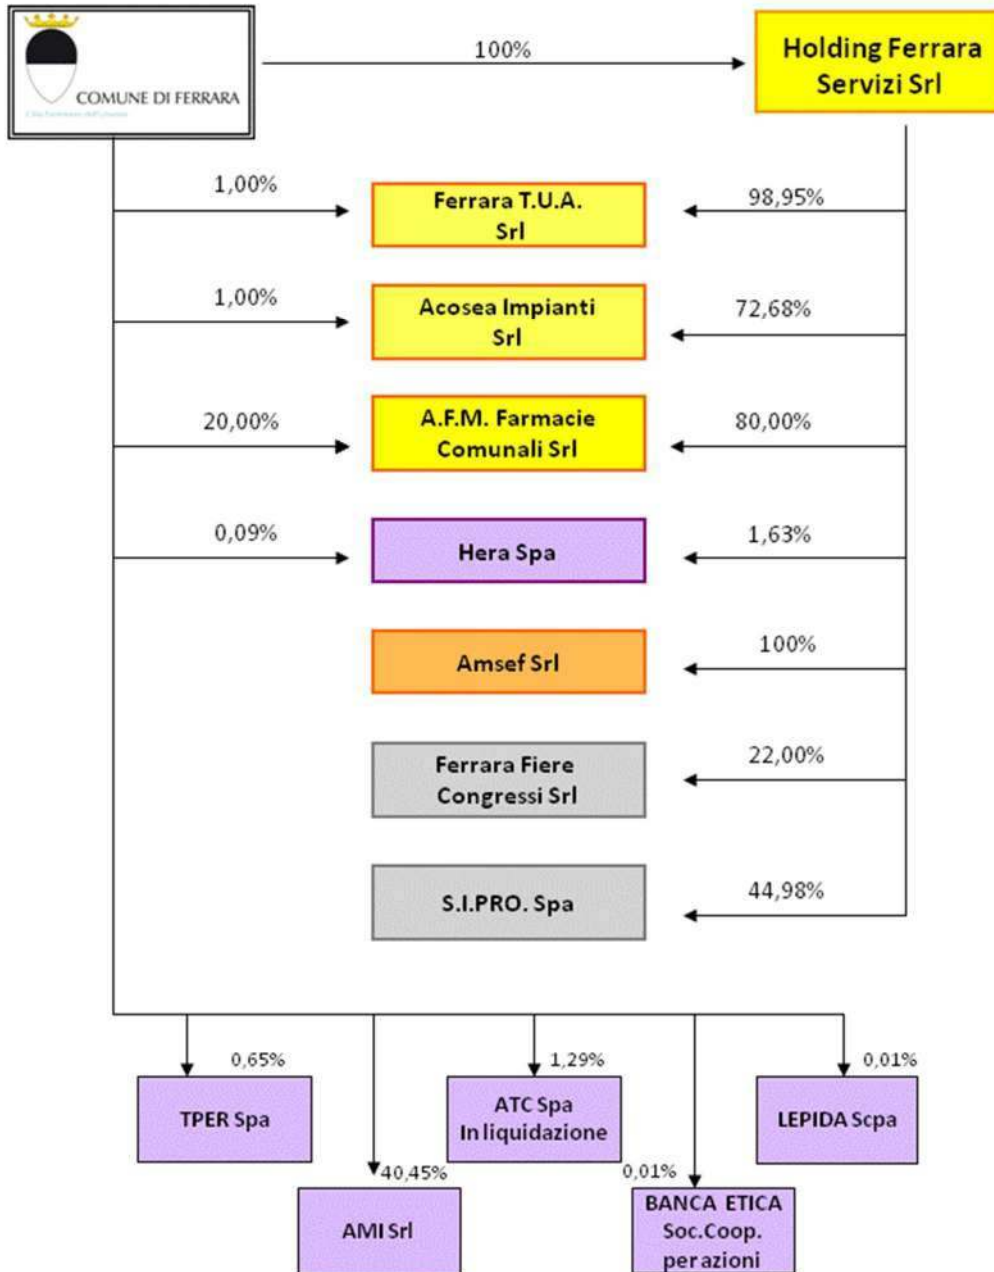 COMUNE DI FERRARA
100%
Holding Ferrara
Servizi Srl
1,00%
Ferrara T.U.A.
Srl
98,95%
1,00%
Acosea Impianti
Srl
72,68%
20,00%
A.F.M. Farmacie
Comunali Srl
80,00%
0,09%
Hera Spa
1,63%
Amsef Srl
100%
Ferrara Fiere
Congressi Srl
22,00%
S.I.PRO. Spa
44,98%
0,65%
TPER Spa
1,29%
ATC Spa
In liquidazione
0,01%
LEPIDA Scpa
40,45%
AMI Srl
0,01%
BANCA ETICA
Soc.Coop.
per azioni